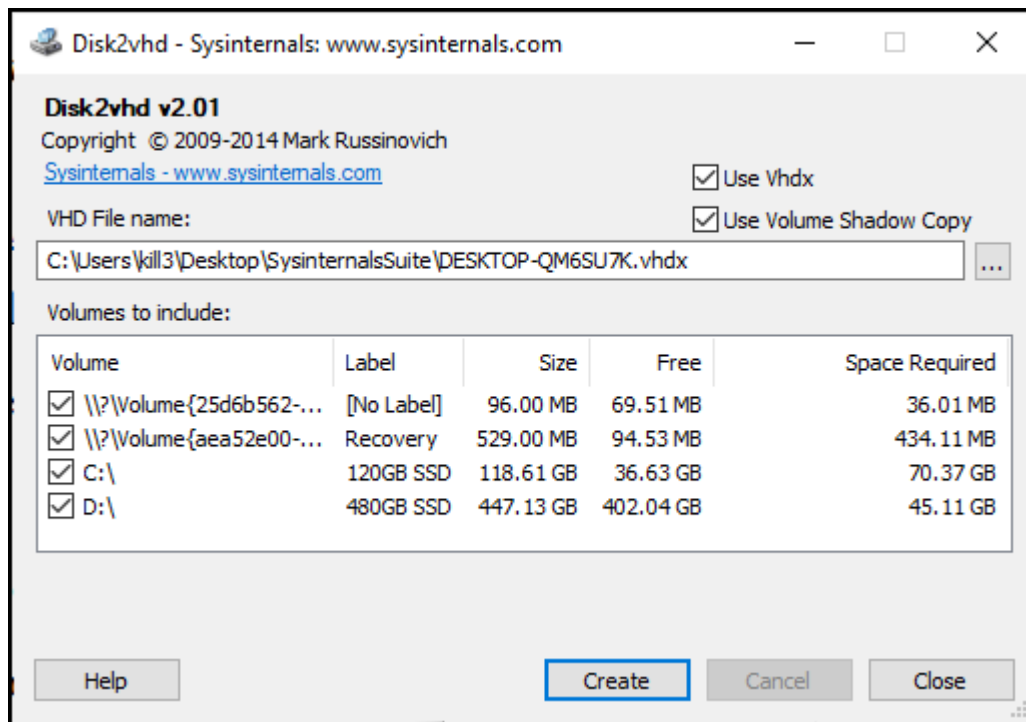 Disk2vhd - Sysinternals: www.sysinternals.com
Disk2vhd v2.01
Copyright © 2009-2014 Mark Russinovich
Sysinternals - www.sysinternals.com
Use Vhdx
VHD File name:
Use Volume Shadow Copy
C:\Users\kill3\Desktop\SysinternalsSuite\DESKTOP-QM6SU7K.vhdx
...
Volumes to include:
Volume Label Size Free Space Required
\\?\Volume{25d6b562-... [No Label] 96.00 MB 69.51 MB 36.01 MB
\\?\Volume{aea52e00-... Recovery 529.00 MB 94.53 MB 434.11 MB
C:\ 120GB SSD 118.61 GB 36.63 GB 70.37 GB
D:\ 480GB SSD 447.13 GB 402.04 GB 45.11 GB
Help Create Cancel Close